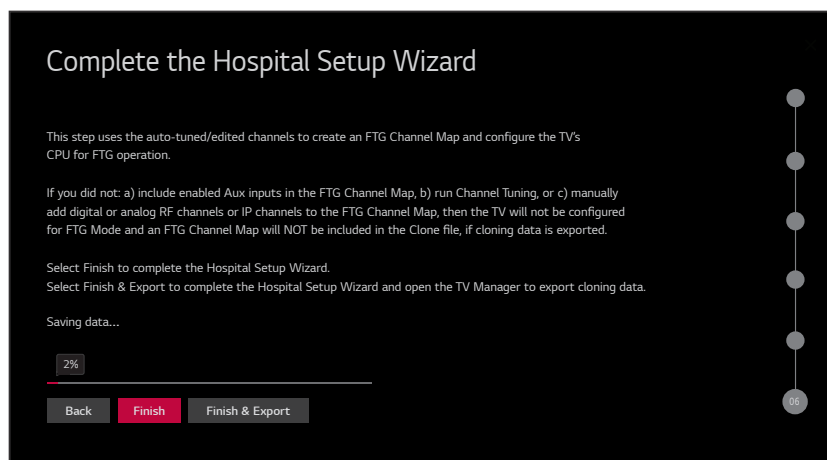 Complete the Hospital Setup Wizard
This step uses the auto-tuned/edited channels to create an FTG Channel Map and configure the TV's
CPU for FTG operation.
If you did not: a) include enabled Aux inputs in the FTG Channel Map, b) run Channel Tuning, or c) manually
add digital or analog RF channels or IP channels to the FTG Channel Map, then the TV will not be configured
for FTG Mode and an FTG Channel Map will NOT be included in the Clone file, if cloning data is exported.
Select Finish to complete the Hospital Setup Wizard.
Select Finish & Export to complete the Hospital Setup Wizard and open the TV Manager to export cloning data.
Saving data...
2%
Back Finish Finish & Export
06